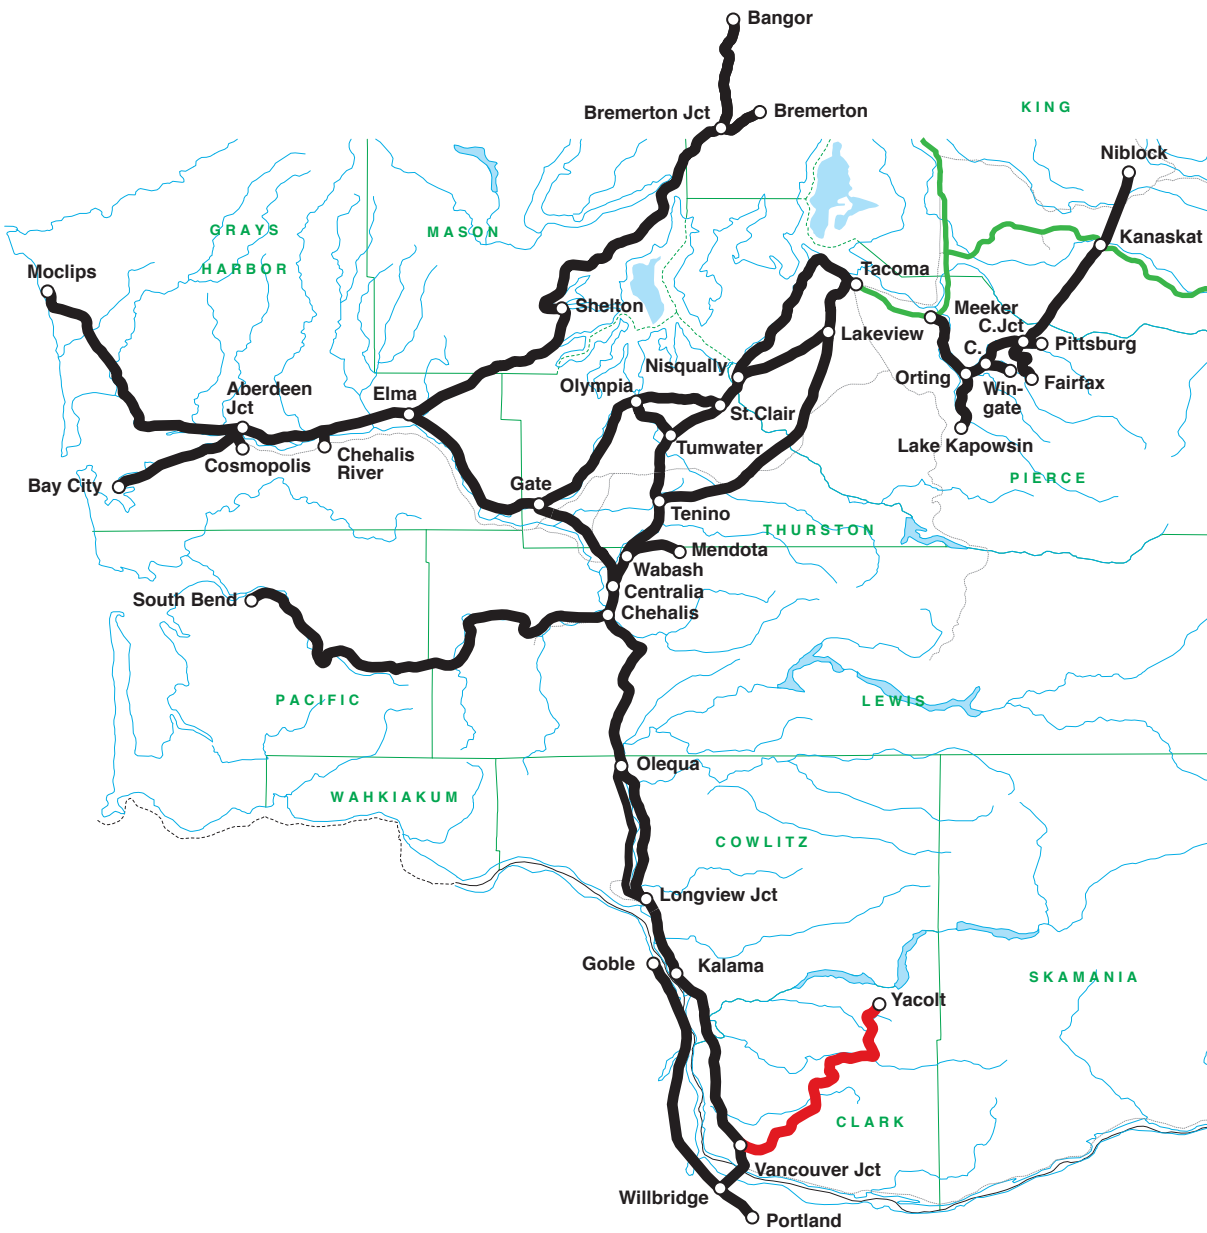 Bangor
Bremerton Jct
Bremerton
KING
Niblock
GRAYS
HARBOR
MASON
Kanaskat
Moclips
Tacoma
Shelton
Meeker
C.Jct
Lakeview
Pittsburg
C.
Nisqually
Orting
Win-
gate
Fairfax
Olympia
Aberdeen
Jct
Elma
St.Clair
Lake Kapowsin
Tumwater
Cosmopolis
Chehalis
River
Bay City
Gate
PIERCE
Tenino
THURSTON
Mendota
Wabash
Centralia
South Bend
Chehalis
PACIFIC
LEWIS
Olequa
WAHKIAKUM
COWLITZ
Longview Jct
Goble
Kalama
SKAMANIA
Yacolt
CLARK
Vancouver Jct
Willbridge
Portland